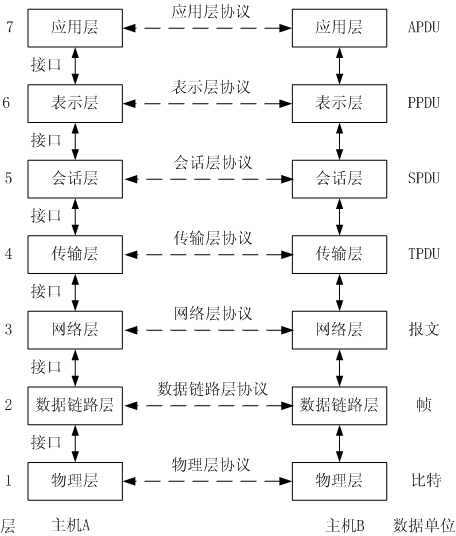 应用层协议
7 应用层 应用层 APDU
接口
表示层协议
6 表示层 表示层 PPDU
接口
会话层协议
5 会话层 会话层 SPDU
接口
传输层协议
4 传输层 传输层 TPDU
接口
网络层协议
3 网络层 网络层 报文
接口
数据链路层协议
2 数据链路层 数据链路层 帧
接口
物理层协议
1 物理层 物理层 比特
层 主机A 主机B 数据单位